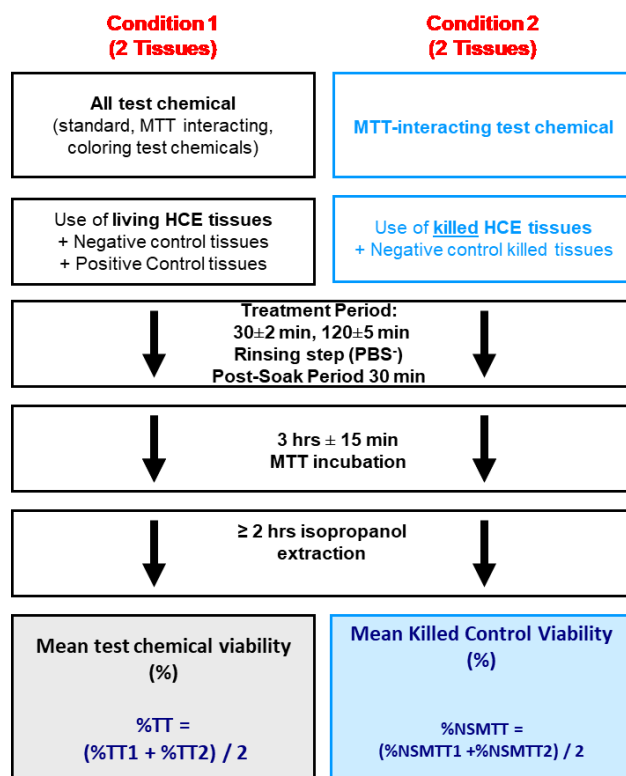 Condition 1
(2 Tissues)
Condition 2
(2 Tissues)
All test chemical
(standard, MTT interacting,
coloring test chemicals)
MTT-interacting test chemical
Use of living HCE tissues
+ Negative control tissues
+ Positive Control tissues
Use of killed HCE tissues
+ Negative control killed tissues
Treatment Period:
30±2 min, 120±5 min
Rinsing step (PBS-)
Post-Soak Period 30 min
3 hrs ± 15 min
MTT incubation
≥ 2 hrs isopropanol
extraction
Mean test chemical viability
(%)
%TT =
(%TT1 + %TT2) / 2
Mean Killed Control Viability
(%)
%NSMTT =
(%NSMTT1 +%NSMTT2) / 2